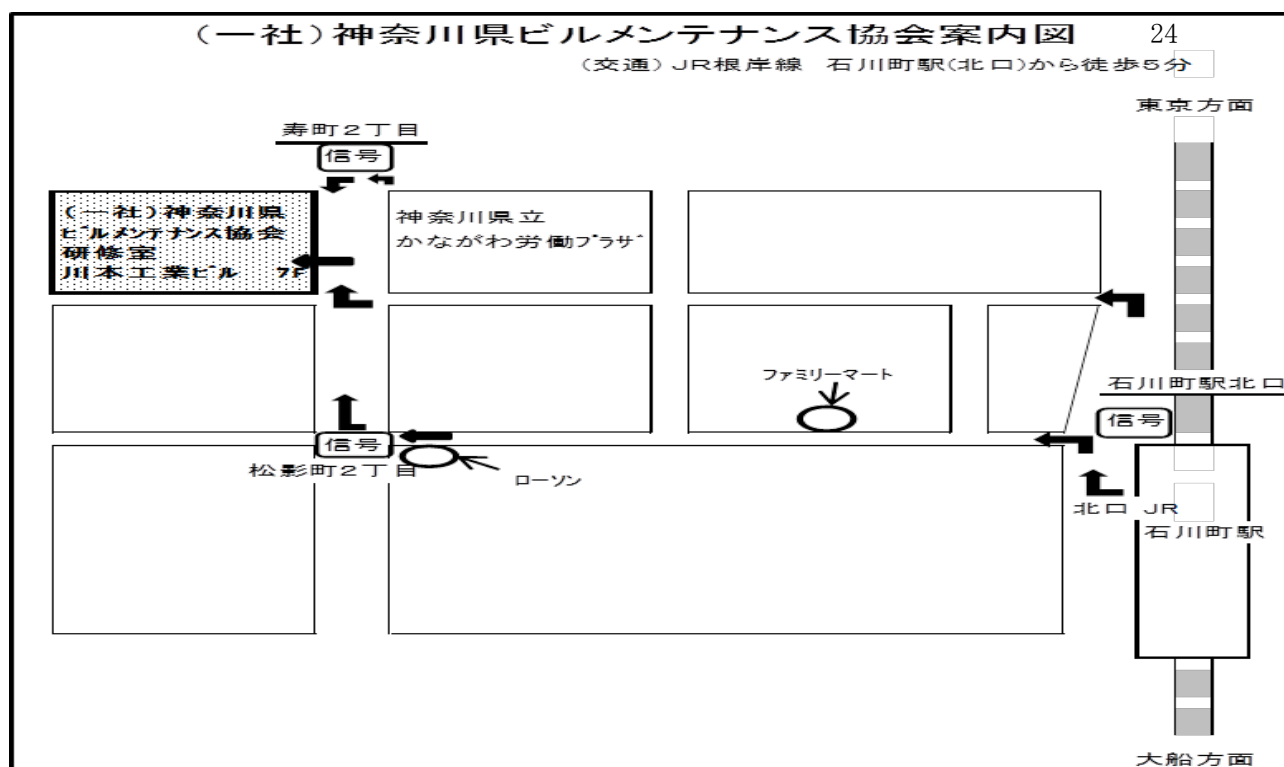 (一社)神奈川県ビルメンテナンス協会案内図 24
(交通)JR根岸線 石川町駅(北口)から徒歩5分
東京方面
寿町2丁目
信号
(一社)神奈川県
ビルメンテナンス協会
研修室
川本工業ビル 7F
神奈川県立
かながわ労働プラザ
ファミリーマート
石川町駅北口
信号
信号
松影町2丁目
ローソン
北口 JR
石川町駅
大船方面